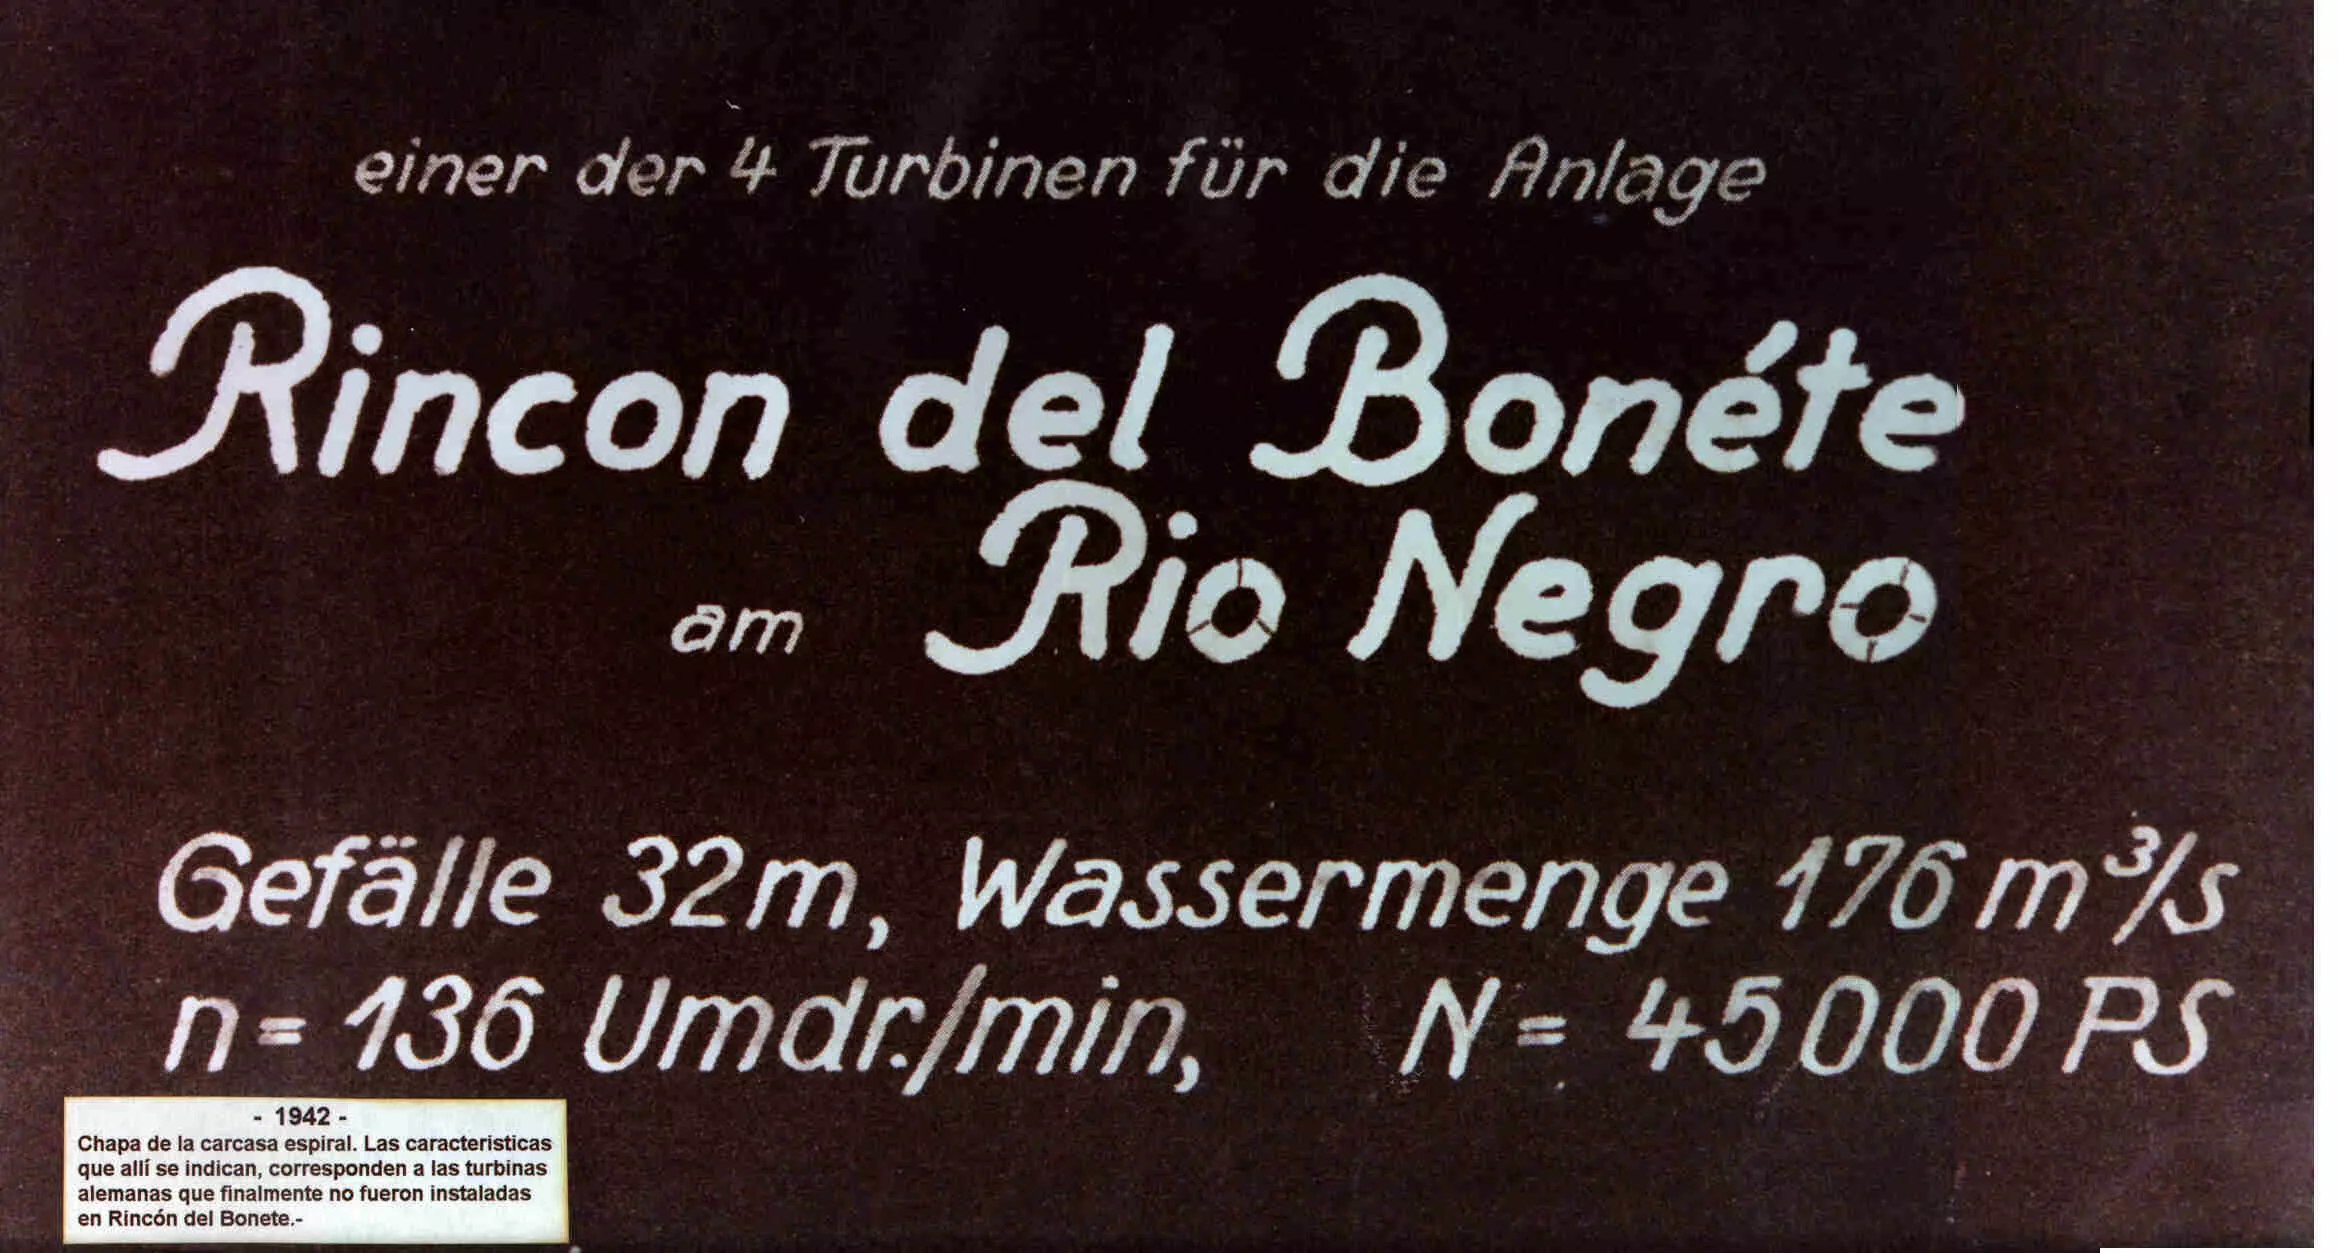 einer der 4 Turbinen für die Anlage
Rincon del Bonéte
am Rio Negro
Gefälle 32m, Wassermenge 176 m³/s
n = 136 Umdr./min, N = 45000 PS
- 1942 -
Chapa de la carcasa espiral. Las caracteristicas
que allí se indican, corresponden a las turbinas
alemanas que finalmente no fueron instaladas
en Rincón del Bonete.-